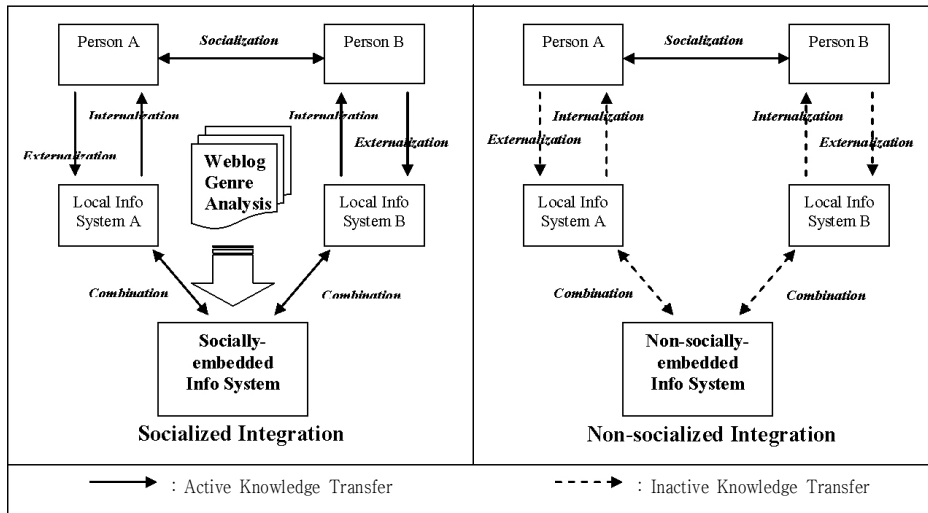 Person A
Socialization
Person B
Internalization
Internalization
Externalization
Externalization
Weblog
Genre
Analysis
Local Info
System A
Local Info
System B
Combination
Combination
Socially-
embedded
Info System
Socialized Integration
Person A
Socialization
Person B
Internalization
Internalization
Externalization
Externalization
Local Info
System A
Local Info
System B
Combination
Combination
Non-socially-
embedded
Info System
Non-socialized Integration
: Active Knowledge Transfer
: Inactive Knowledge Transfer